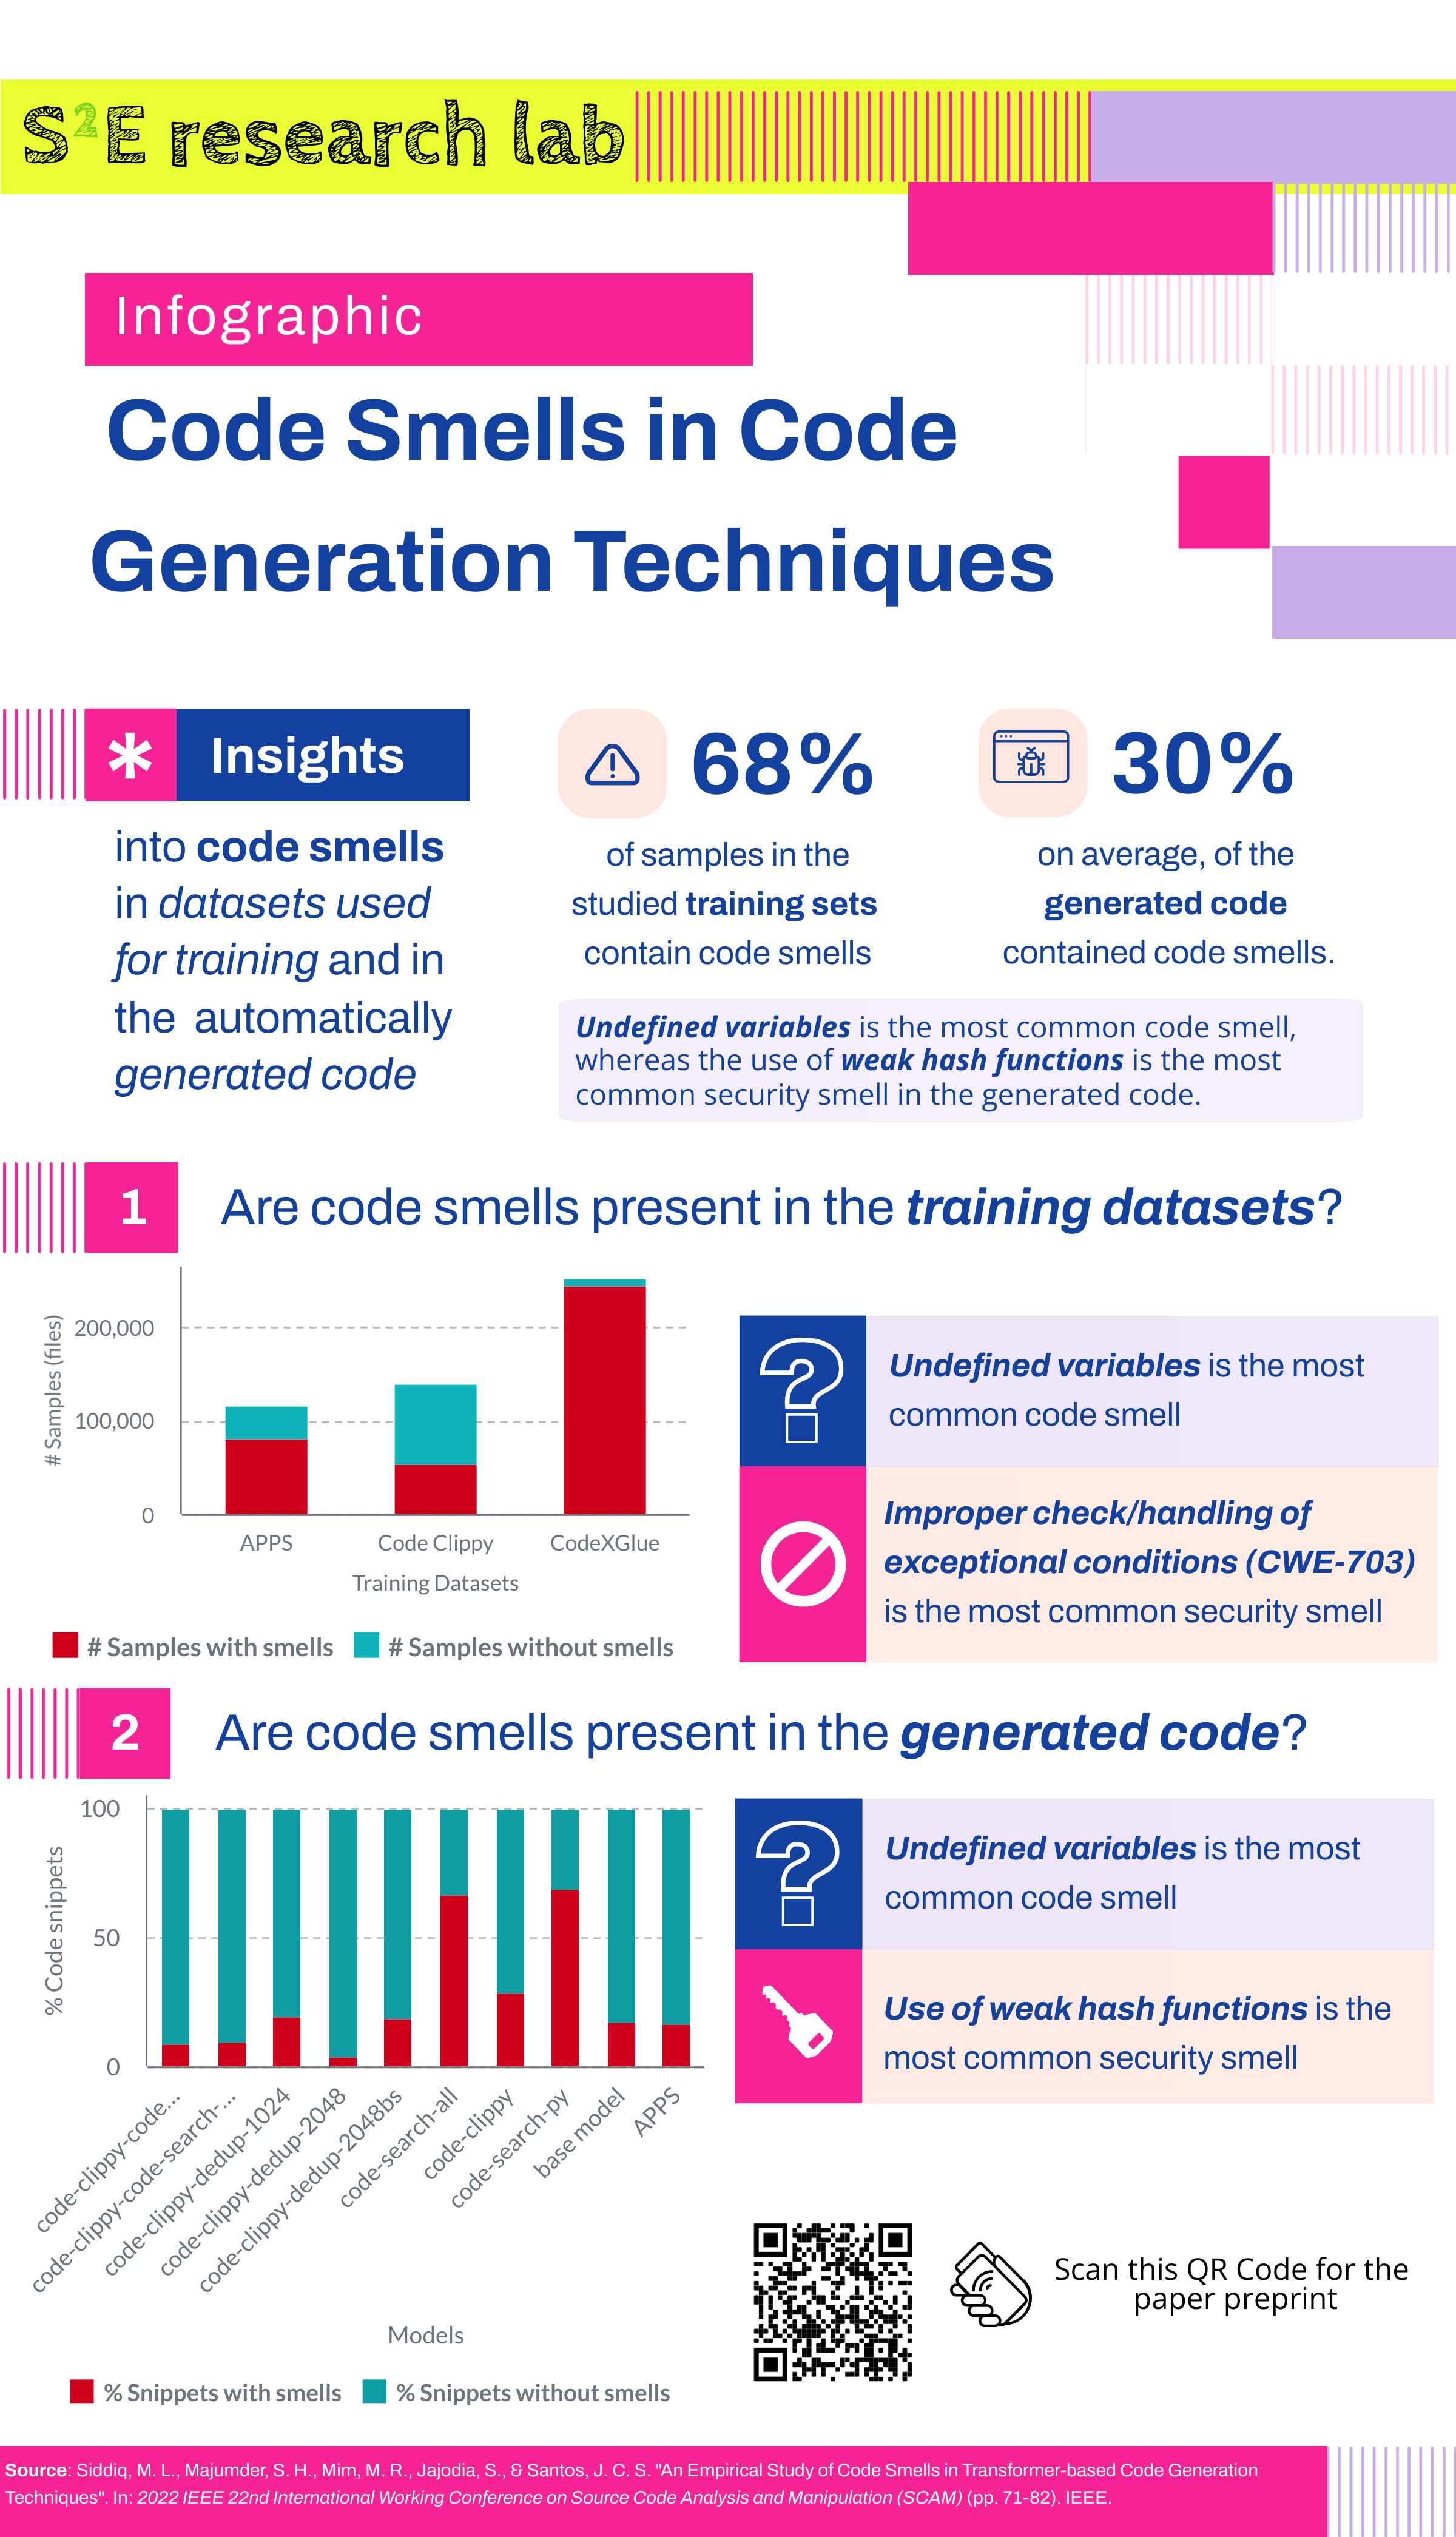 S²E research lab
Infographic
Code Smells in Code
Generation Techniques
* Insights
into code smells
in datasets used
for training and in
the automatically
generated code
68%
of samples in the
studied training sets
contain code smells
30%
on average, of the
generated code
contained code smells.
Undefined variables is the most common code smell,
whereas the use of weak hash functions is the most
common security smell in the generated code.
1
Are code smells present in the training datasets?
# Samples (files)
200,000
100,000
0
APPS
Code Clippy
CodeXGlue
Training Datasets
# Samples with smells
# Samples without smells
?
Undefined variables is the most
common code smell
Improper check/handling of
exceptional conditions (CWE-703)
is the most common security smell
2
Are code smells present in the generated code?
% Code snippets
100
50
0
code-clippy-code...
code-clippy-code-search-...
code-clippy-dedup-1024
code-clippy-dedup-2048
code-clippy-dedup-2048bs
code-search-all
code-clippy
code-search-py
base model
APPS
Models
% Snippets with smells
% Snippets without smells
?
Undefined variables is the most
common code smell
Use of weak hash functions is the
most common security smell
Scan this QR Code for the
paper preprint
Source: Siddiq, M. L., Majumder, S. H., Mim, M. R., Jajodia, S., & Santos, J. C. S. "An Empirical Study of Code Smells in Transformer-based Code Generation
Techniques". In: 2022 IEEE 22nd International Working Conference on Source Code Analysis and Manipulation (SCAM) (pp. 71-82). IEEE.